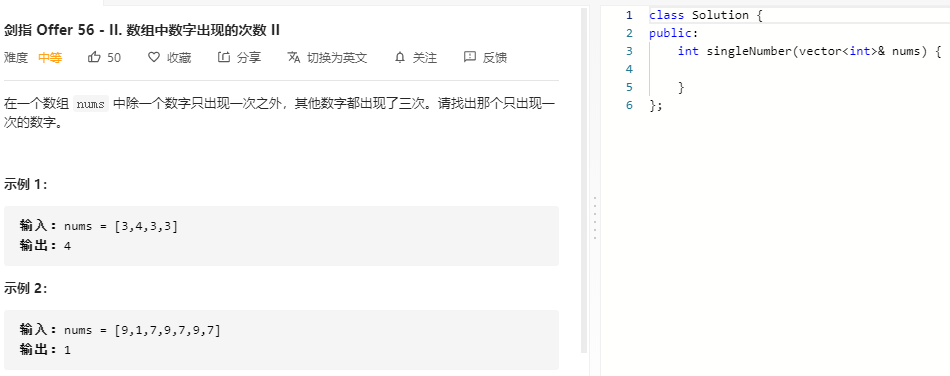 剑指 Offer 56 - II. 数组中数字出现的次数 II
难度 中等 50 收藏 分享 切换为英文 关注 反馈
在一个数组 nums 中除一个数字只出现一次之外，其他数字都出现了三次。请找出那个只出现一
次的数字。
示例 1：
输入：nums = [3,4,3,3]
输出：4
示例 2：
输入：nums = [9,1,7,9,7,9,7]
输出：1
1 class Solution {
2 public:
3 int singleNumber(vector<int>& nums) {
4
5 }
6 };